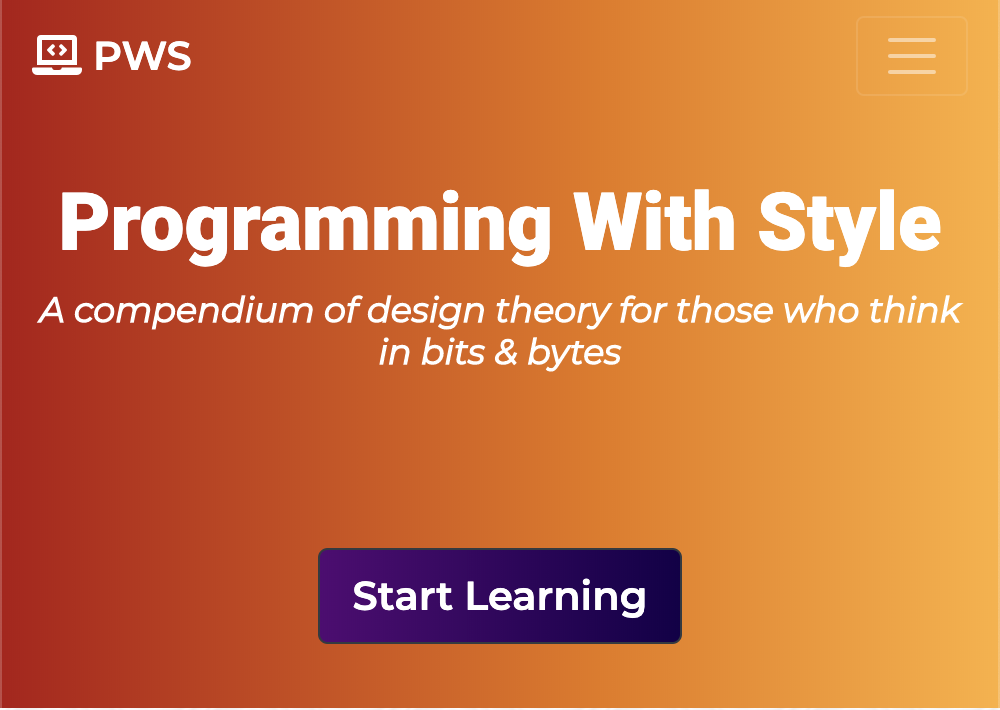 PWS
Programming With Style
A compendium of design theory for those who think
in bits & bytes
Start Learning